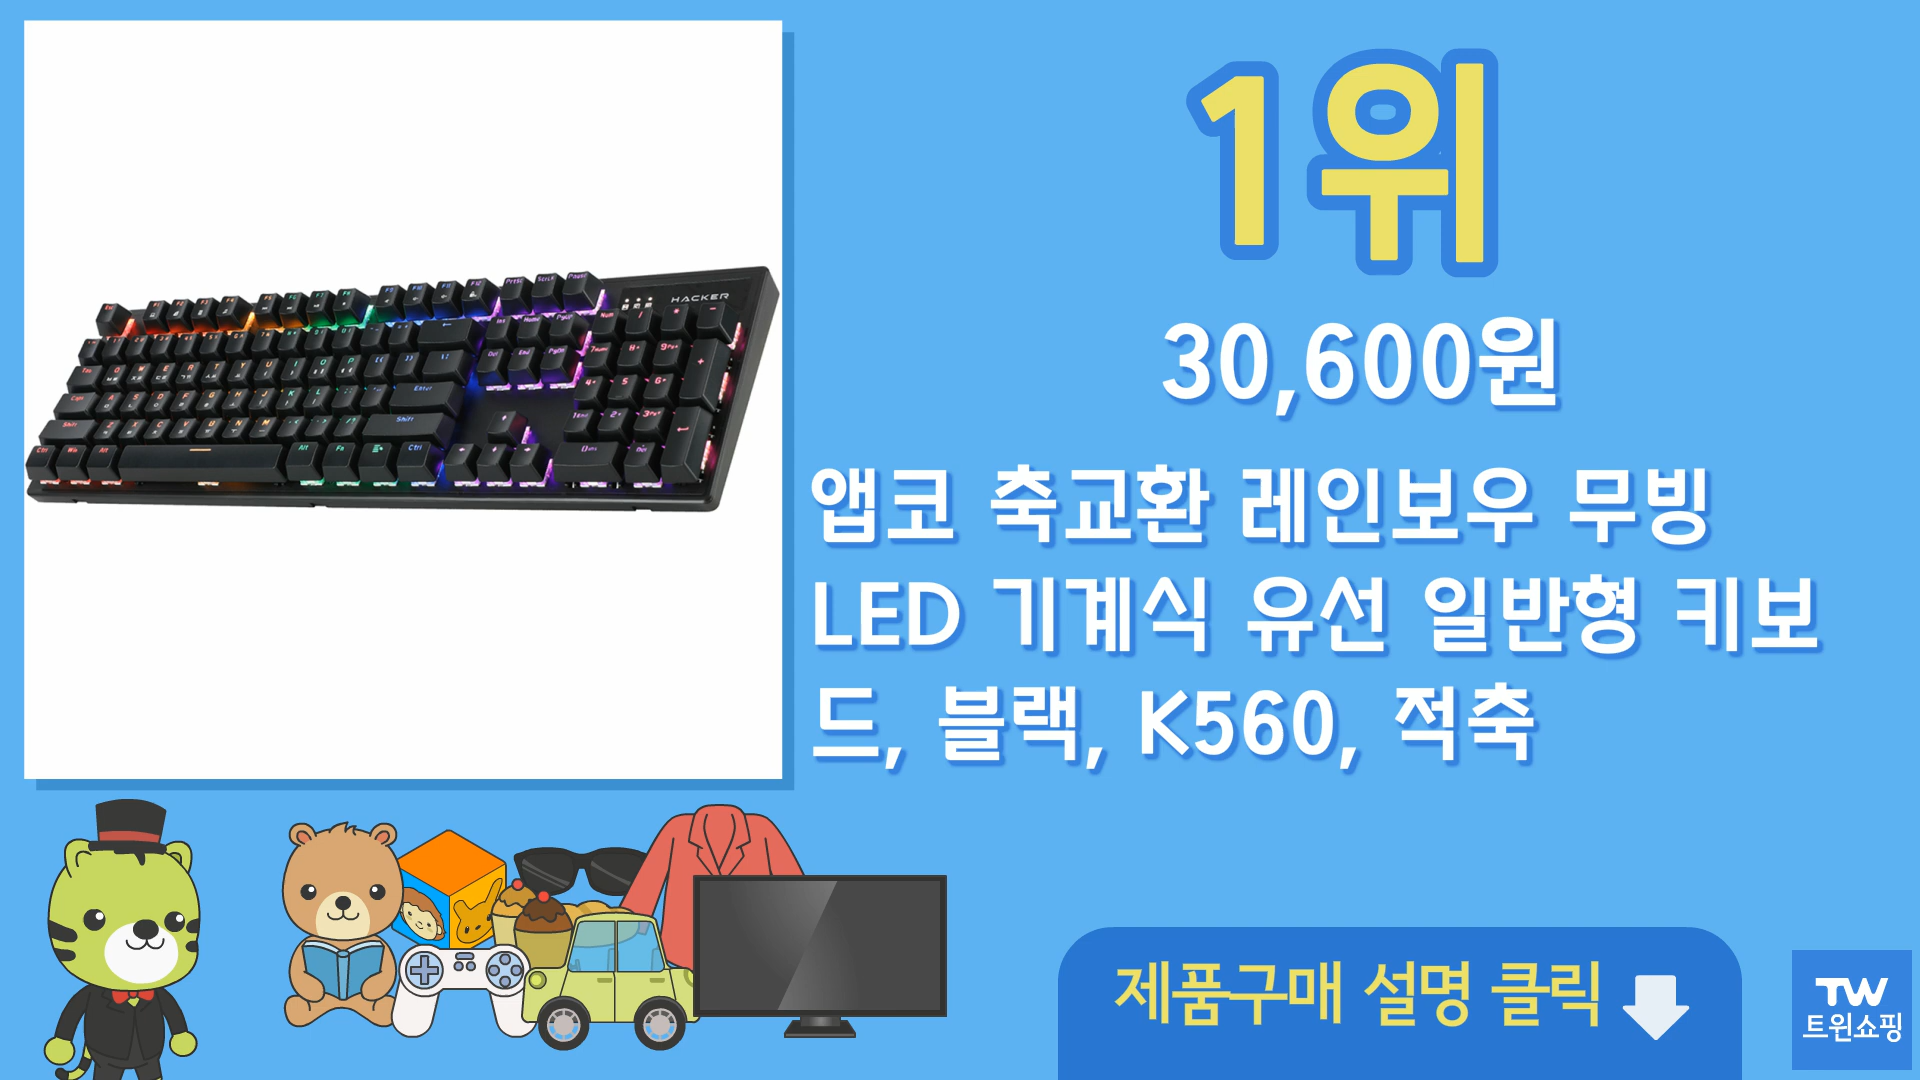 1위
30,600원
앱코 축교환 레인보우 무빙
LED 기계식 유선 일반형 키보
드, 블랙, K560, 적축
HACKER
제품구매 설명 클릭
TW
트윈쇼핑